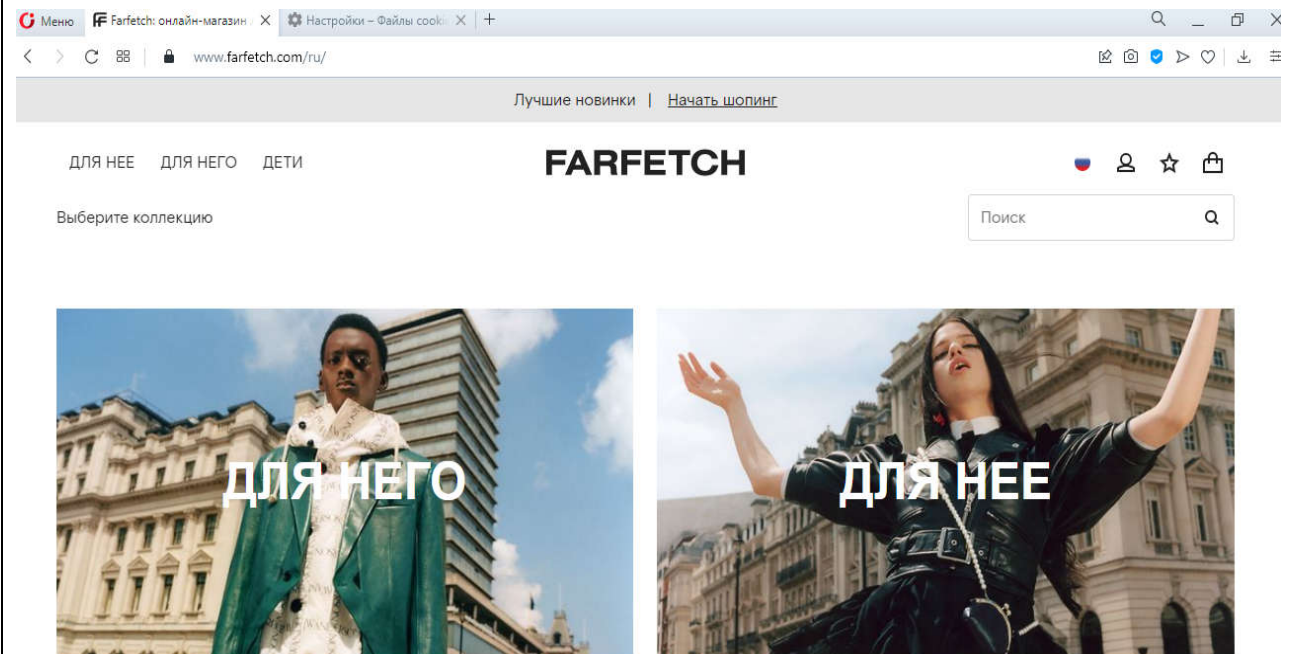 Меню Farfetch: онлайн-магазин Настройки – Файлы cooki
www.farfetch.com/ru/
Лучшие новинки | Начать шопинг
ДЛЯ НЕЕ ДЛЯ НЕГО ДЕТИ FARFETCH
Выберите коллекцию Поиск
ДЛЯ НЕГО ДЛЯ НЕЕ